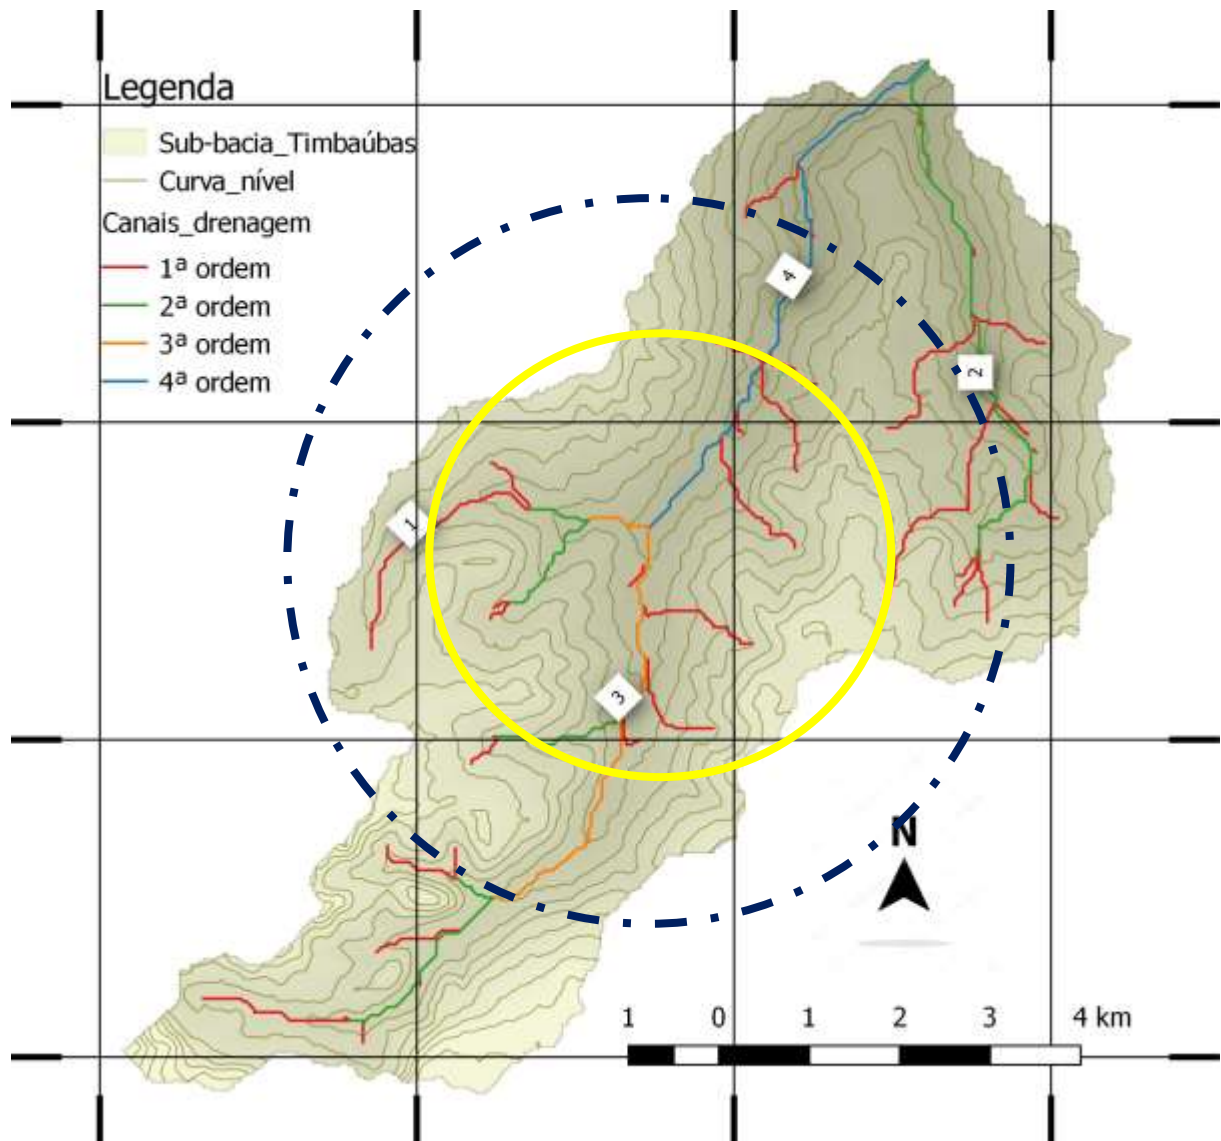 Legenda
Sub-bacia_Timbaúbas
Curva_nível
Canais_drenagem
1ª ordem
2ª ordem
3ª ordem
4ª ordem
4
2
1
3
N
1 0 1 2 3 4 km